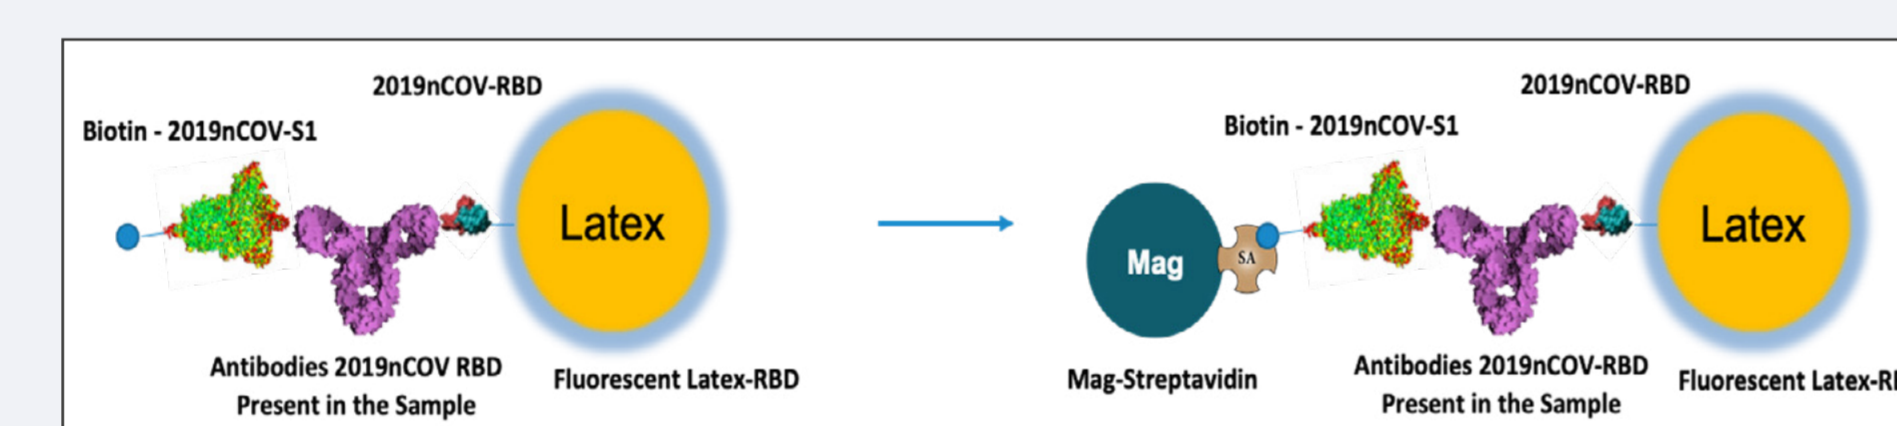 2019nCOV-RBD
Biotin - 2019nCOV-S1
Latex
Antibodies 2019nCOV RBD
Present in the Sample
Fluorescent Latex-RBD
2019nCOV-RBD
Biotin - 2019nCOV-S1
Mag
SA
Latex
Mag-Streptavidin
Antibodies 2019nCOV-RBD
Present in the Sample
Fluorescent